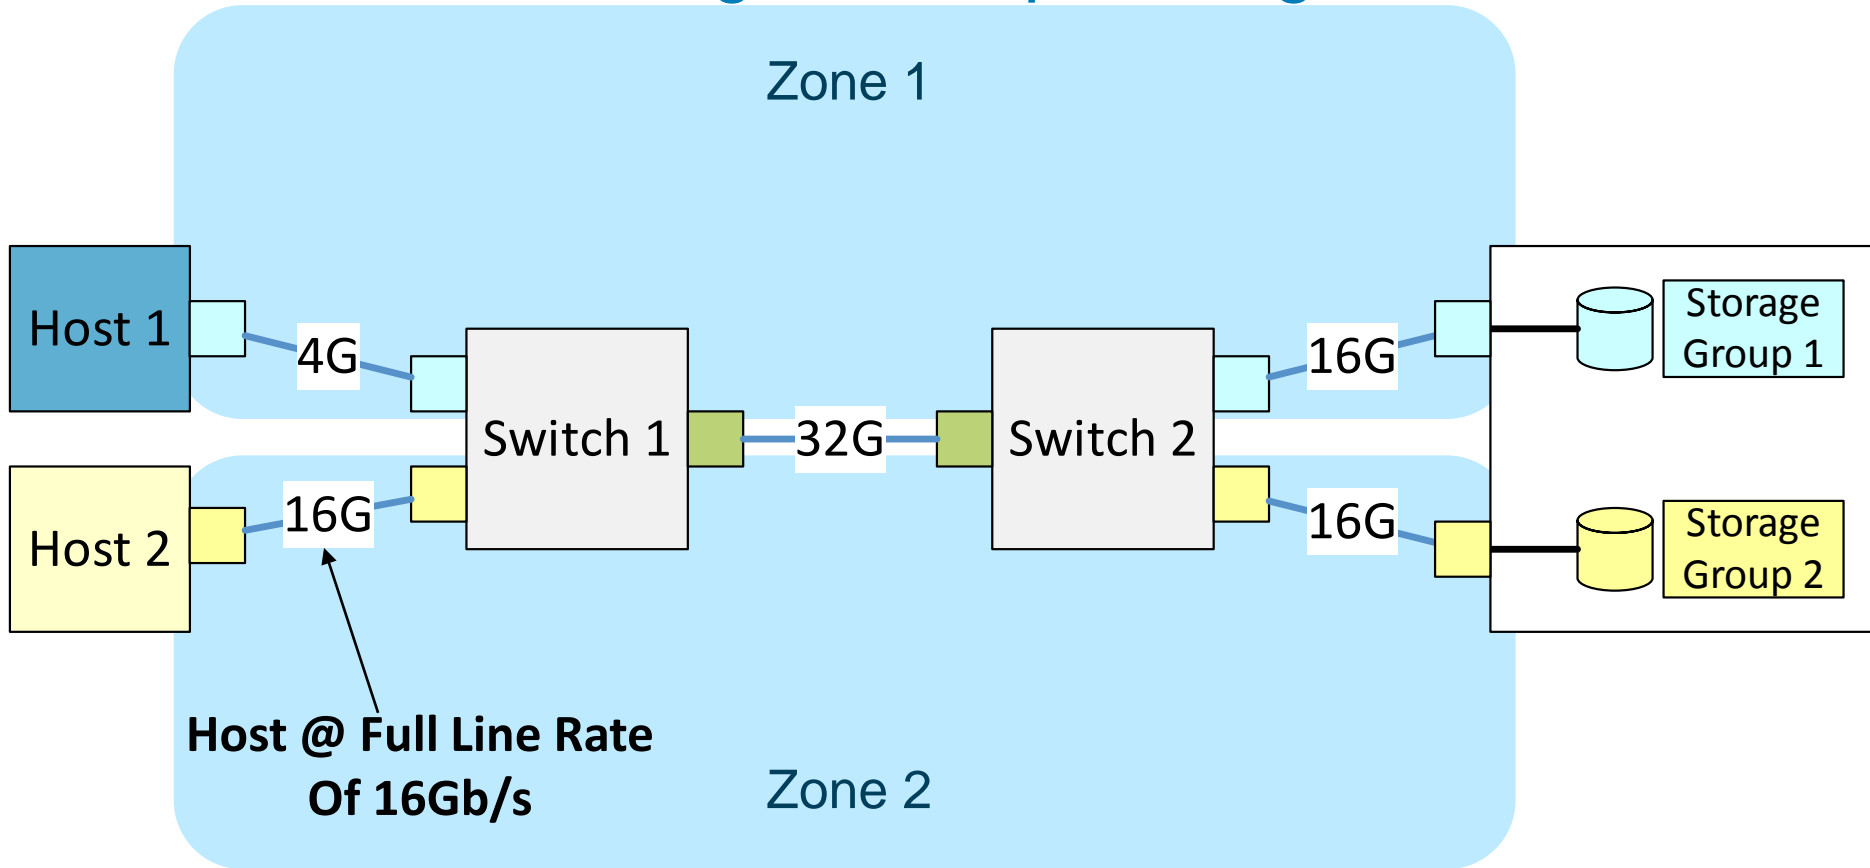 Zone 1
Host 1
4G
Switch 1
32G
Switch 2
16G
Storage
Group 1
Host 2
16G
16G
Storage
Group 2
Host @ Full Line Rate
Of 16Gb/s
Zone 2